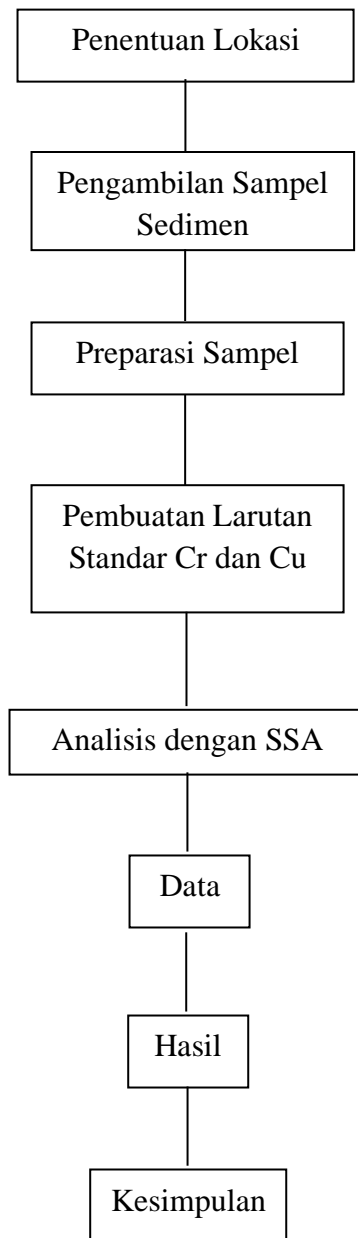 Penentuan Lokasi
Pengambilan Sampel
Sedimen
Preparasi Sampel
Pembuatan Larutan
Standar Cr dan Cu
Analisis dengan SSA
Data
Hasil
Kesimpulan